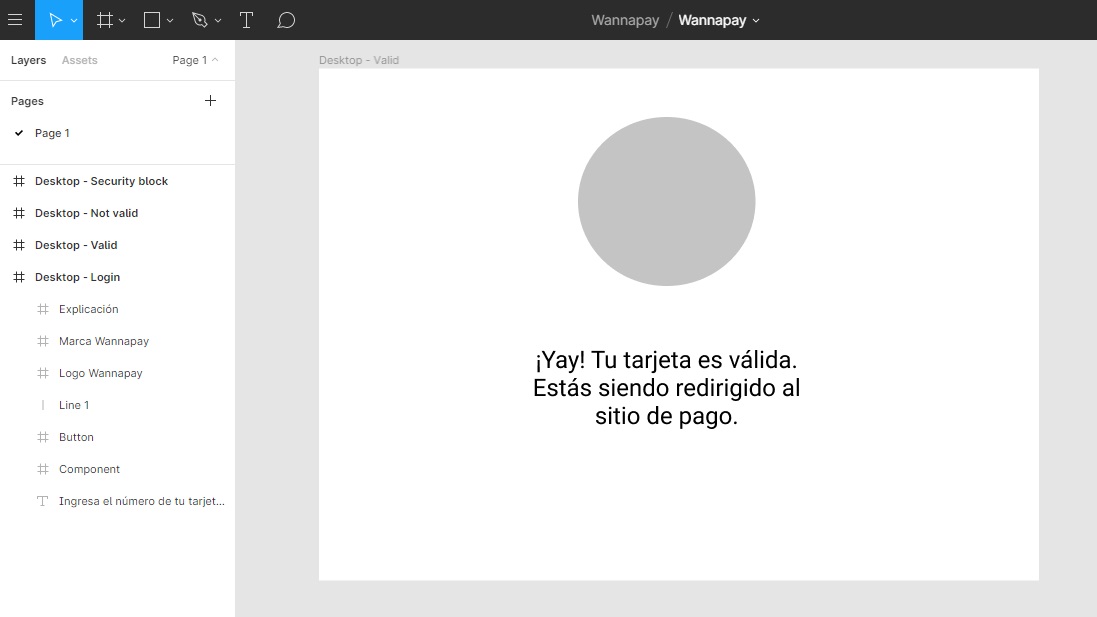 Wannapay / Wannapay
Layers Assets Page 1
Pages
Page 1
Desktop - Security block
Desktop - Not valid
Desktop - Valid
Desktop - Login
Explicación
Marca Wannapay
Logo Wannapay
Line 1
Button
Component
Ingresa el número de tu tarjet...
Desktop - Valid
¡Yay! Tu tarjeta es válida.
Estás siendo redirigido al
sitio de pago.